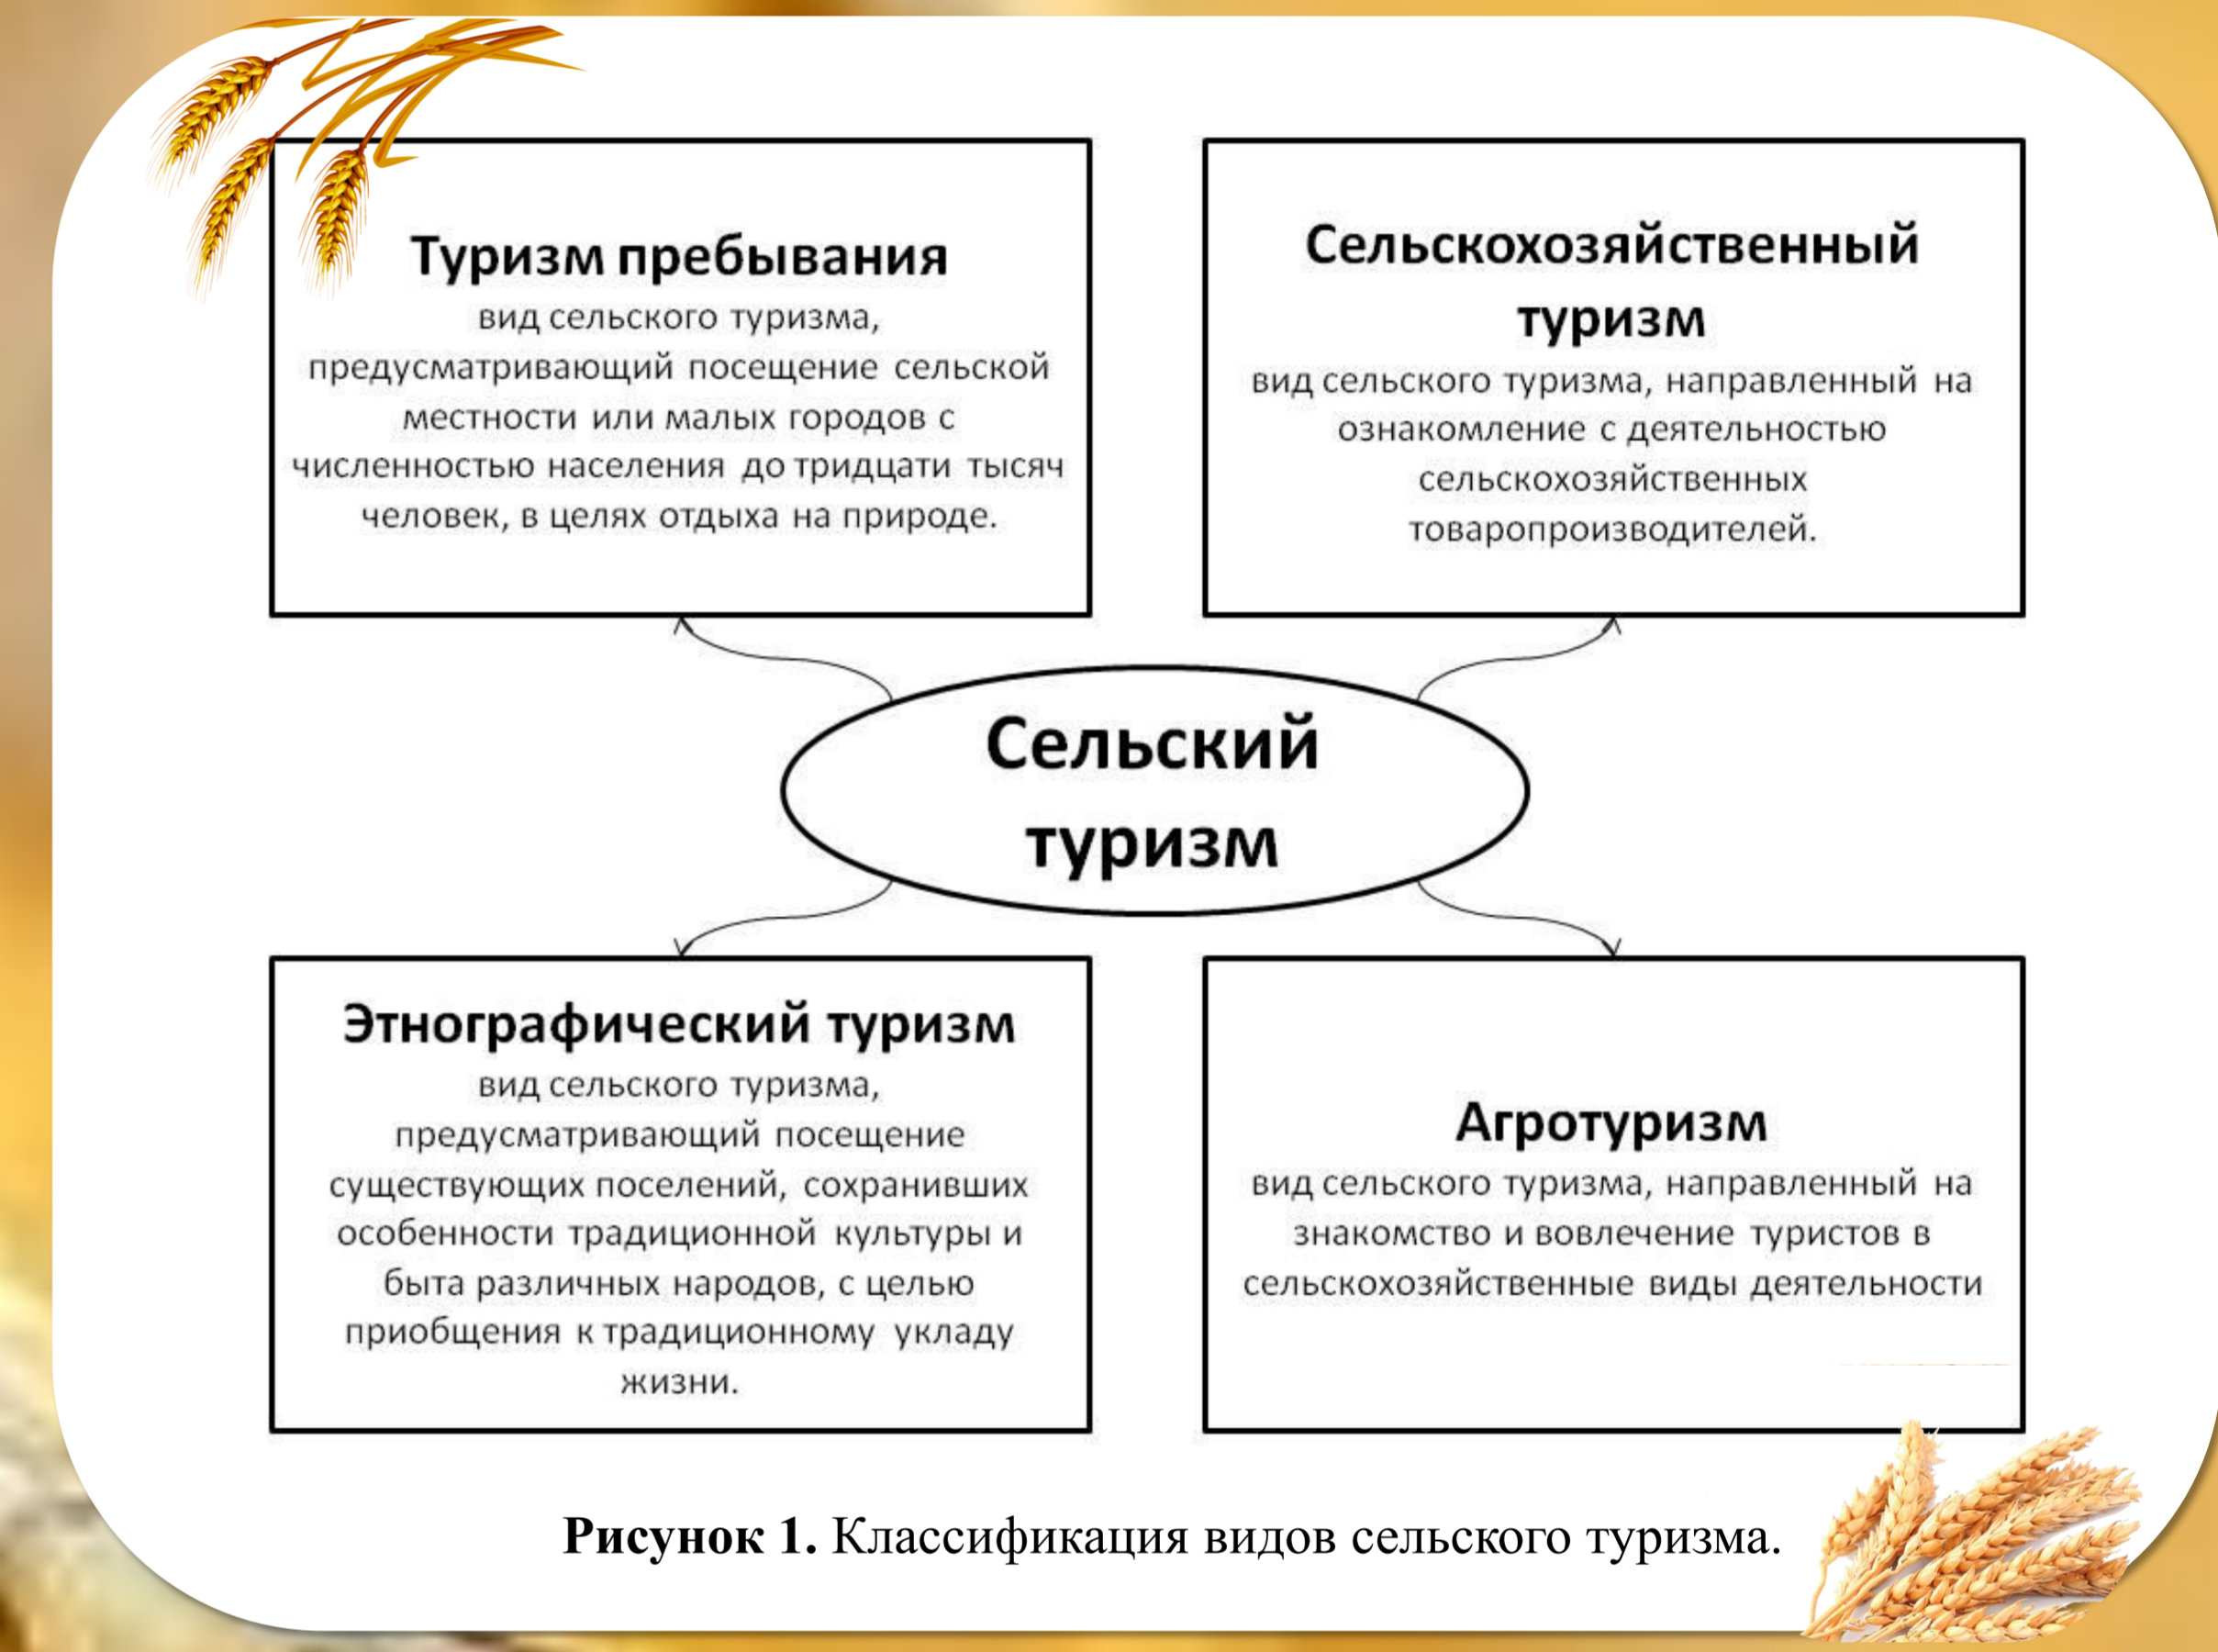 Туризм пребывания
вид сельского туризма,
предусматривающий посещение сельской
местности или малых городов с
численностью населения до тридцати тысяч
человек, в целях отдыха на природе.
Сельскохозяйственный
туризм
вид сельского туризма, направленный на
ознакомление с деятельностью
сельскохозяйственных
товаропроизводителей.
Сельский
туризм
Этнографический туризм
вид сельского туризма,
предусматривающий посещение
существующих поселений, сохранивших
особенности традиционной культуры и
быта различных народов, с целью
приобщения к традиционному укладу
жизни.
Агротуризм
вид сельского туризма, направленный на
знакомство и вовлечение туристов в
сельскохозяйственные виды деятельности
Рисунок 1. Классификация видов сельского туризма.